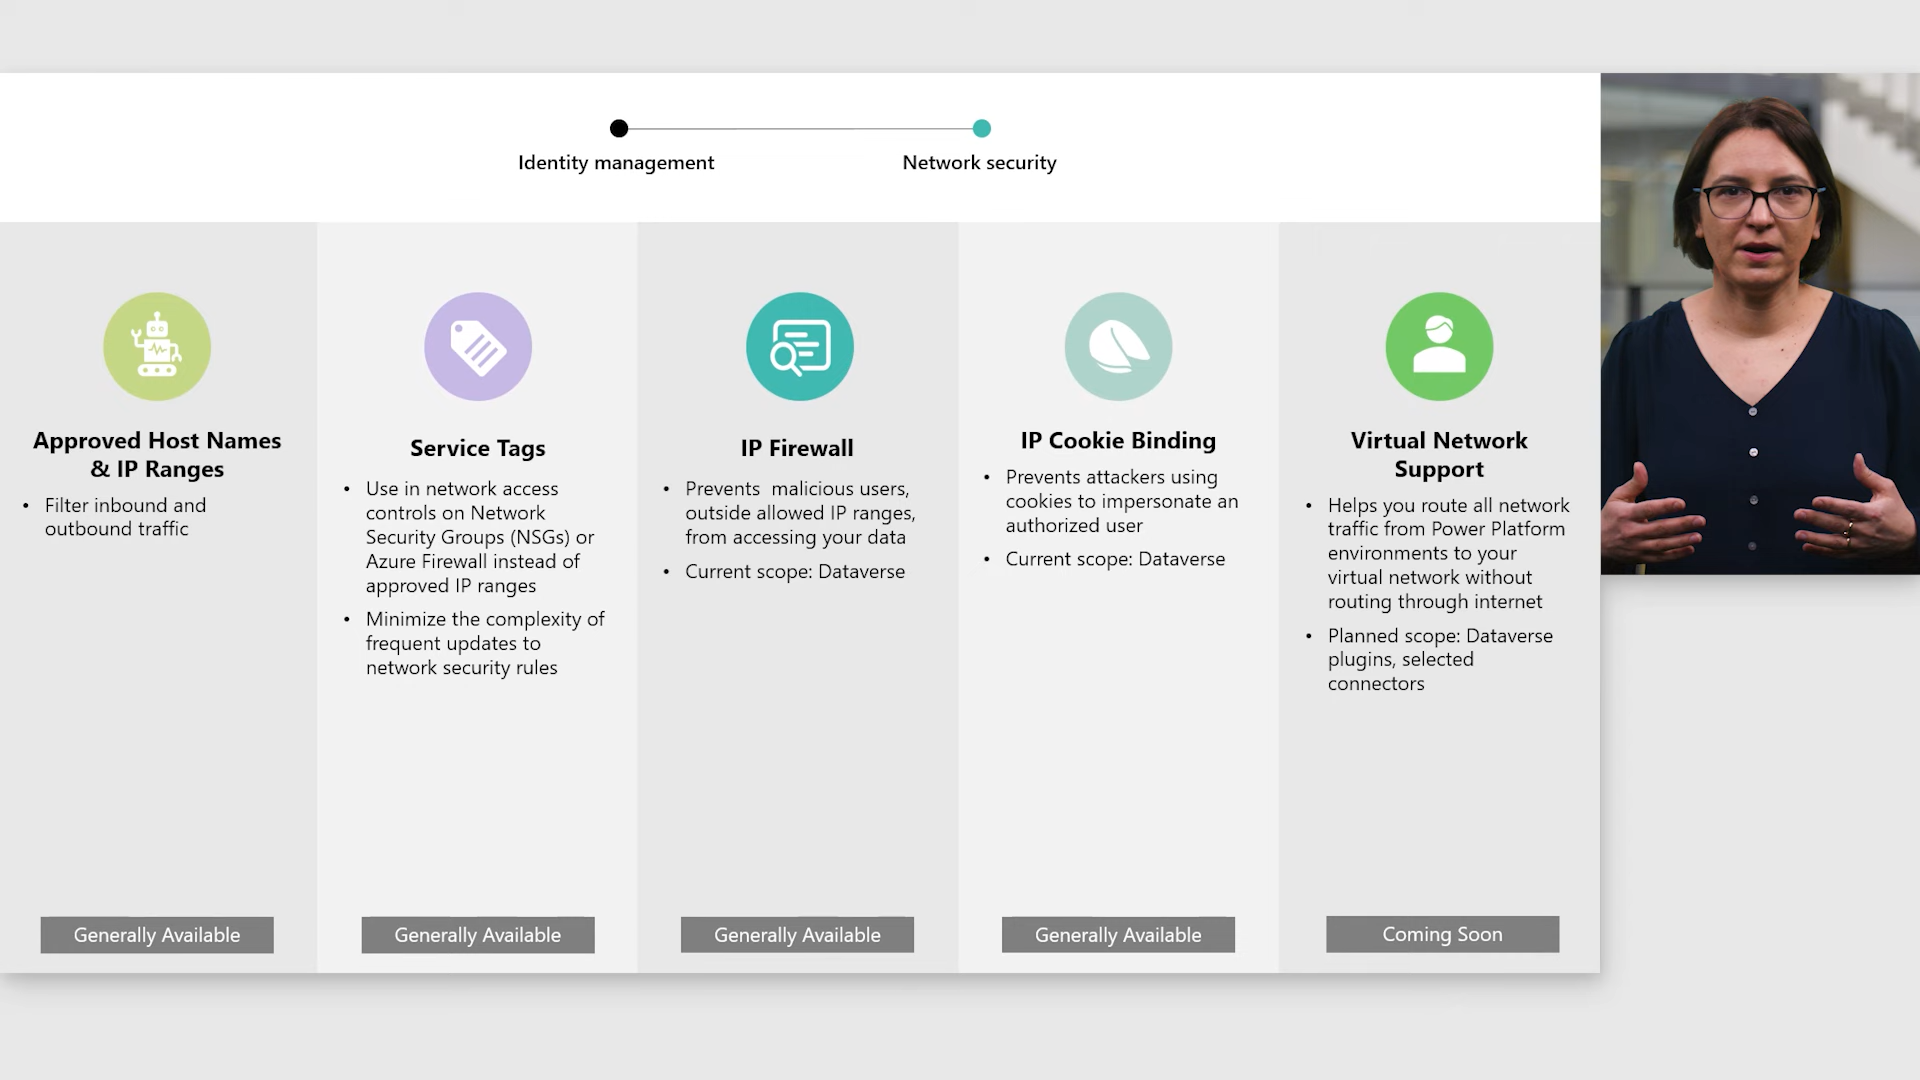 Identity management
Network security
Approved Host Names
& IP Ranges
• Filter inbound and
outbound traffic
Generally Available
Service Tags
• Use in network access
controls on Network
Security Groups (NSGs) or
Azure Firewall instead of
approved IP ranges
• Minimize the complexity of
frequent updates to
network security rules
Generally Available
IP Firewall
• Prevents  malicious users,
outside allowed IP ranges,
from accessing your data
• Current scope: Dataverse
Generally Available
IP Cookie Binding
• Prevents attackers using
cookies to impersonate an
authorized user
• Current scope: Dataverse
Generally Available
Virtual Network
Support
• Helps you route all network
traffic from Power Platform
environments to your
virtual network without
routing through internet
• Planned scope: Dataverse
plugins, selected
connectors
Coming Soon